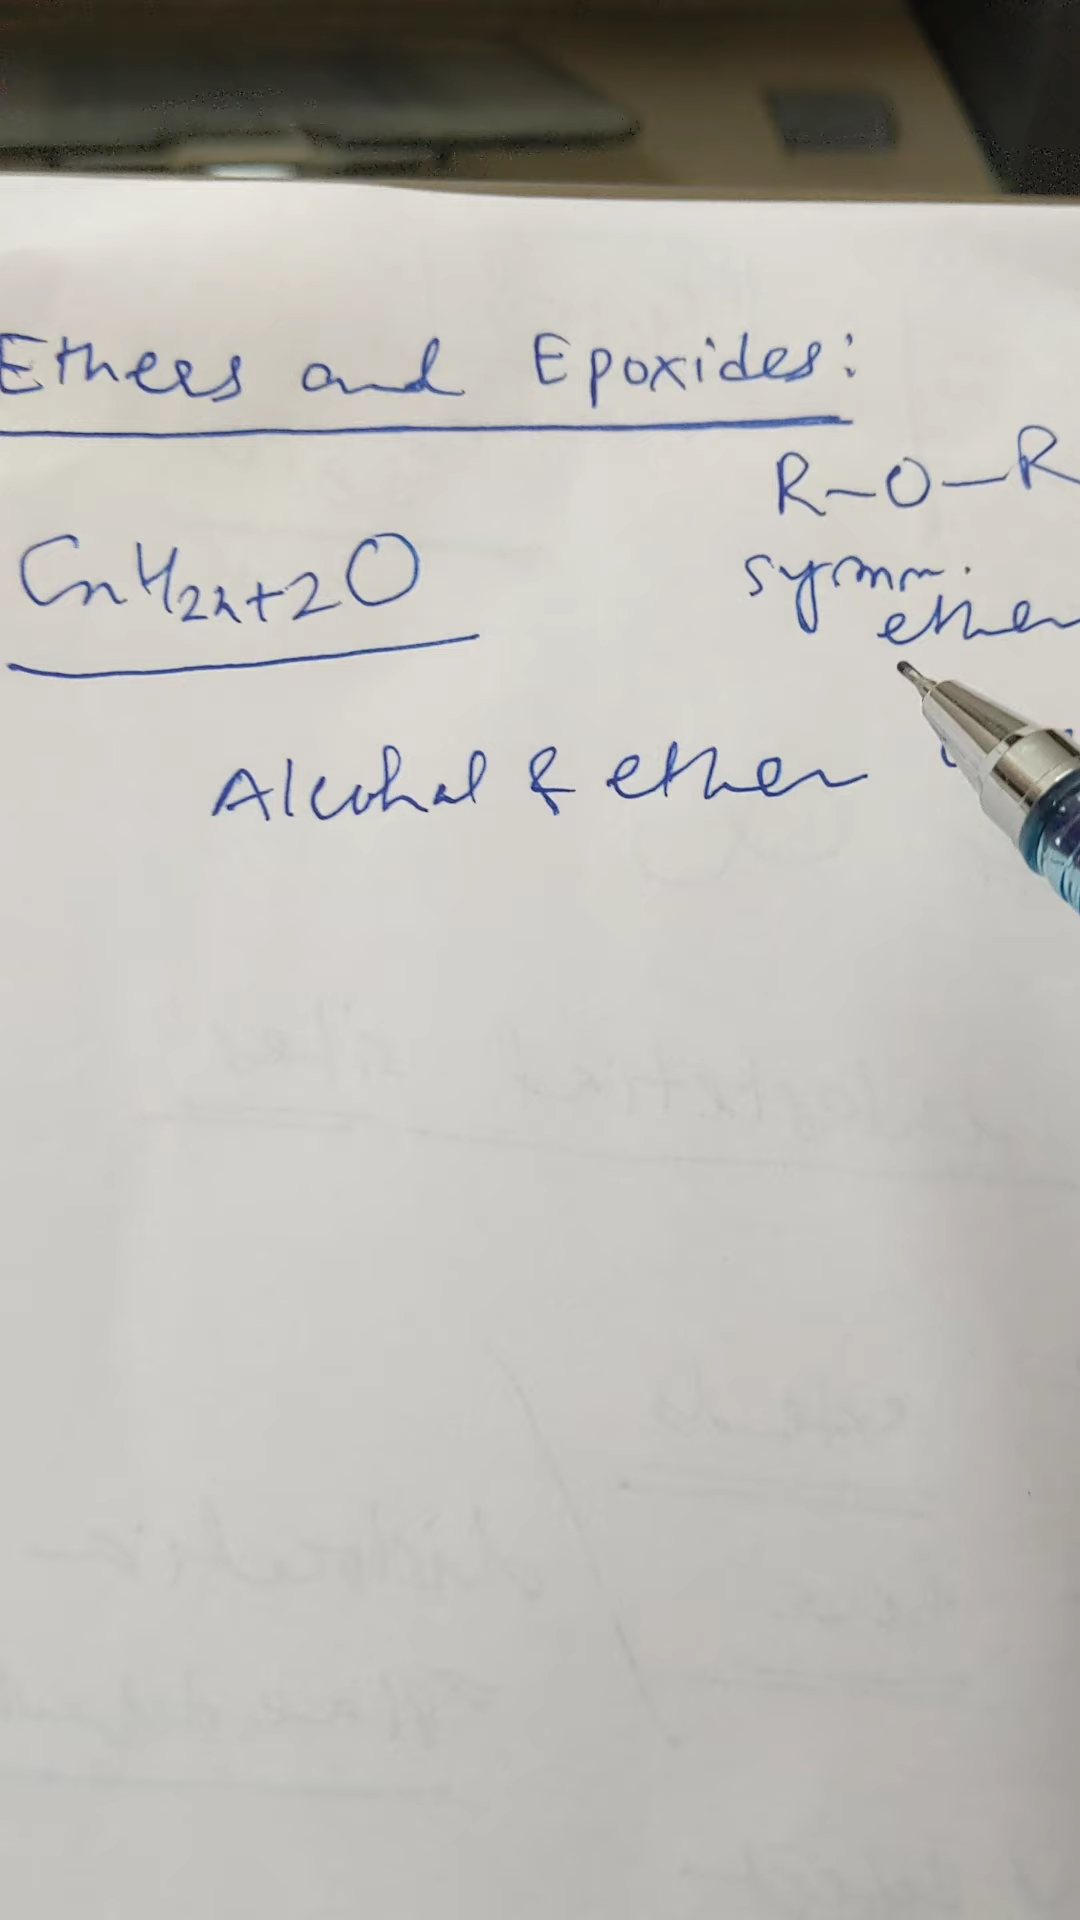 Ethers and Epoxides:
R-O-R
CnH2n+2O
symm.
ether
Alcohol & ether